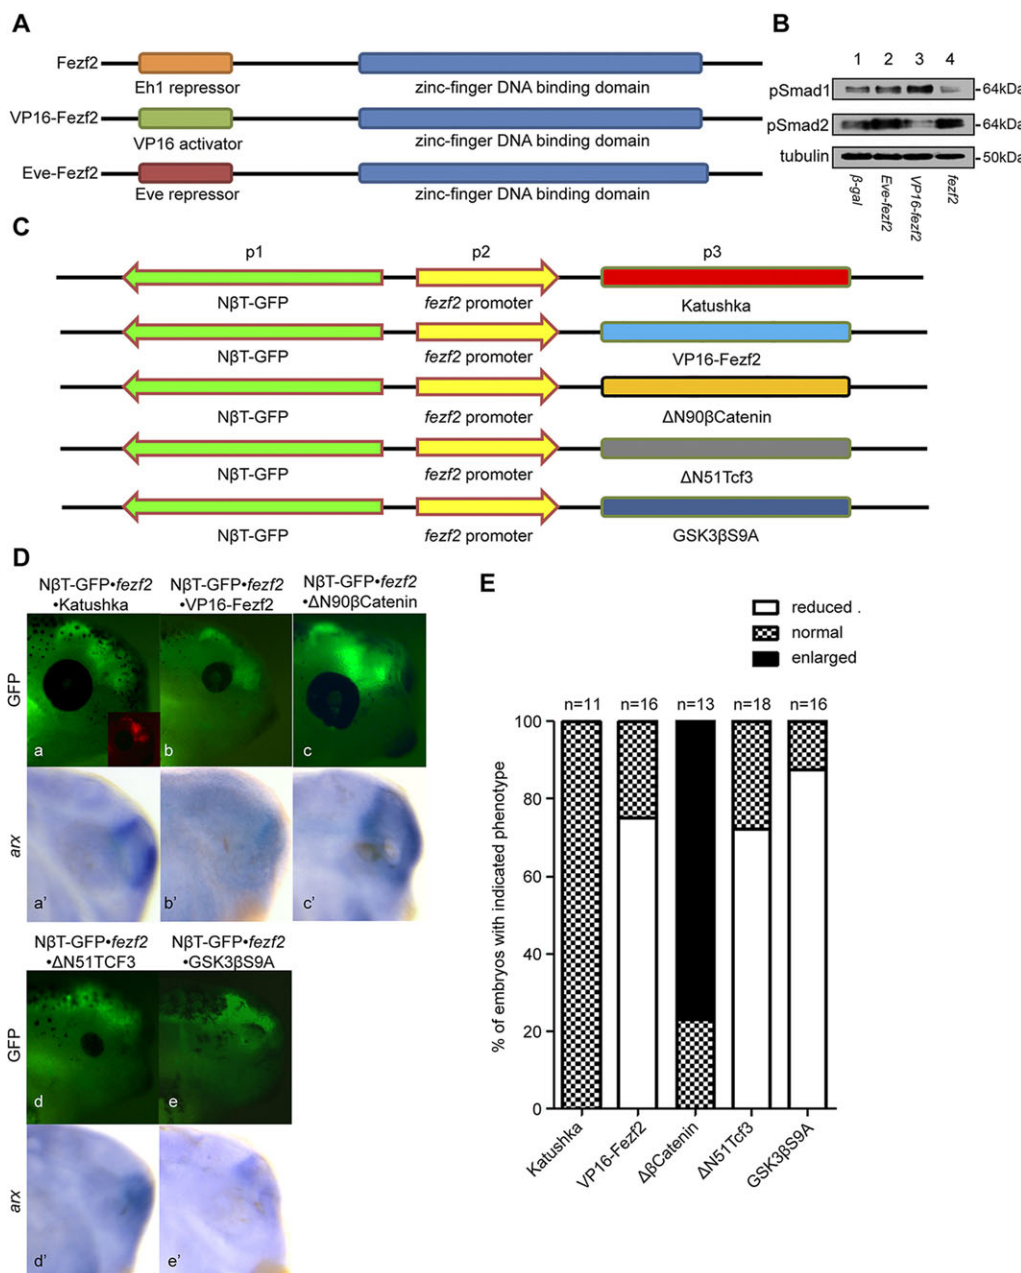 A
Fezf2
Eh1 repressor
zinc-finger DNA binding domain
VP16-Fezf2
VP16 activator
zinc-finger DNA binding domain
Eve-Fezf2
Eve repressor
zinc-finger DNA binding domain
B
1 2 3 4
pSmad1
-64kDa
pSmad2
-64kDa
tubulin
-50kDa
β-gal
Eve-fezf2
VP16-fezf2
fezf2
C
p1 p2 p3
NβT-GFP fezf2 promoter Katushka
NβT-GFP fezf2 promoter VP16-Fezf2
NβT-GFP fezf2 promoter ΔN90βCatenin
NβT-GFP fezf2 promoter ΔN51Tcf3
NβT-GFP fezf2 promoter GSK3βS9A
D
NβT-GFP•fezf2
•Katushka
NβT-GFP•fezf2
•VP16-Fezf2
NβT-GFP•fezf2
•ΔN90βCatenin
GFP
a
b
c
arx
a'
b'
c'
NβT-GFP•fezf2
•ΔN51TCF3
NβT-GFP•fezf2
•GSK3βS9A
GFP
d
e
arx
d'
e'
E
reduced .
normal
enlarged
n=11 n=16 n=13 n=18 n=16
% of embryos with indicated phenotype
100
80
60
40
20
0
Katushka
VP16-Fezf2
ΔβCatenin
ΔN51Tcf3
GSK3βS9A